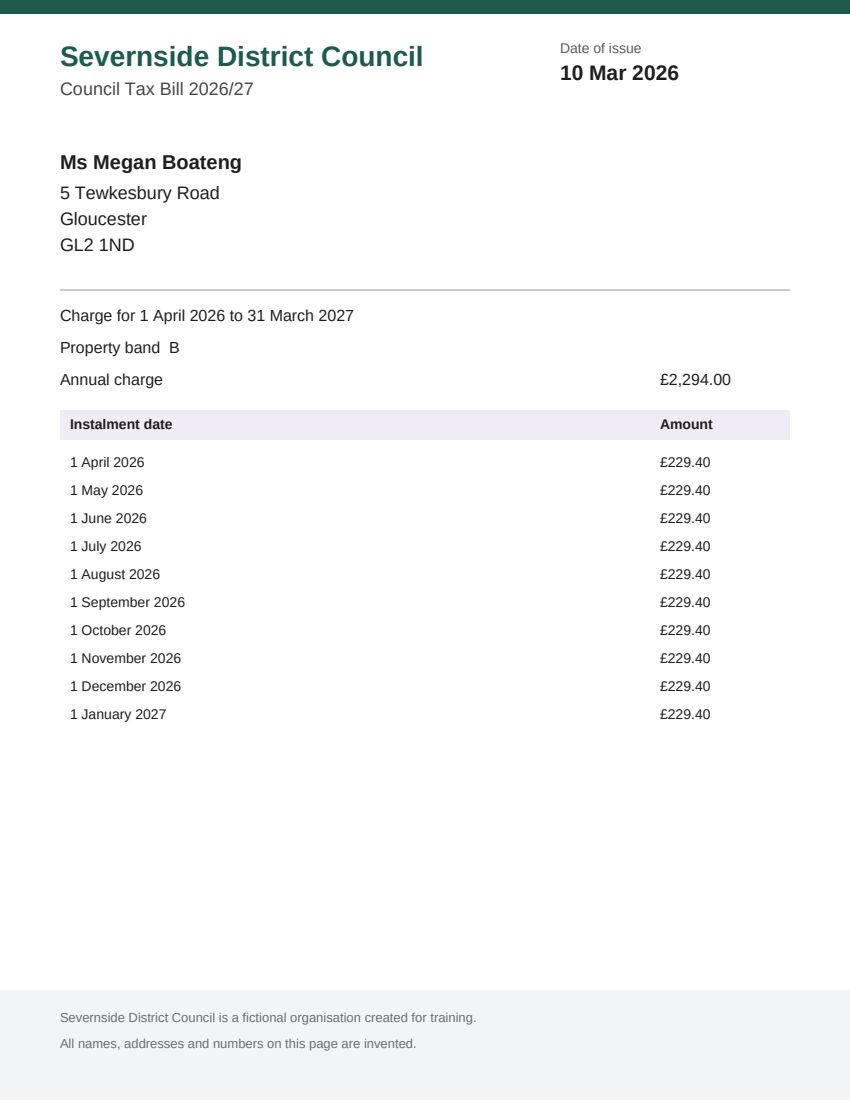 Severnside District Council
Council Tax Bill 2026/27
Date of issue
10 Mar 2026
Ms Megan Boateng
5 Tewkesbury Road
Gloucester
GL2 1ND
Charge for 1 April 2026 to 31 March 2027
Property band B
Annual charge £2,294.00
Instalment date Amount
1 April 2026 £229.40
1 May 2026 £229.40
1 June 2026 £229.40
1 July 2026 £229.40
1 August 2026 £229.40
1 September 2026 £229.40
1 October 2026 £229.40
1 November 2026 £229.40
1 December 2026 £229.40
1 January 2027 £229.40
Severnside District Council is a fictional organisation created for training.
All names, addresses and numbers on this page are invented.